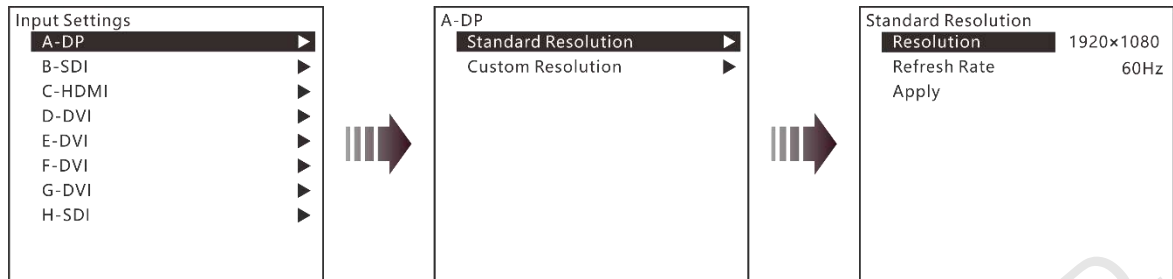 Input Settings
A-DP
B-SDI
C-HDMI
D-DVI
E-DVI
F-DVI
G-DVI
H-SDI
A-DP
Standard Resolution
Custom Resolution
Standard Resolution
Resolution 1920×1080
Refresh Rate 60Hz
Apply